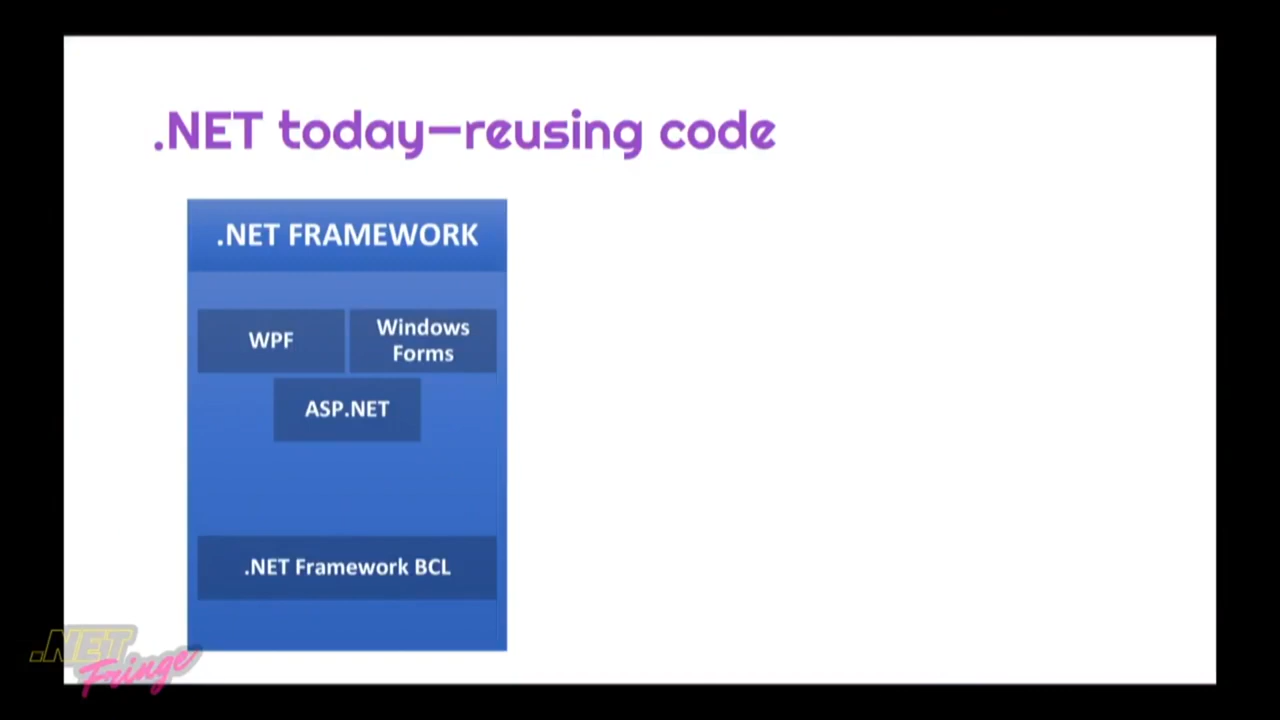 .NET today—reusing code
.NET FRAMEWORK
WPF
Windows
Forms
ASP.NET
.NET Framework BCL
.NET
Fringe